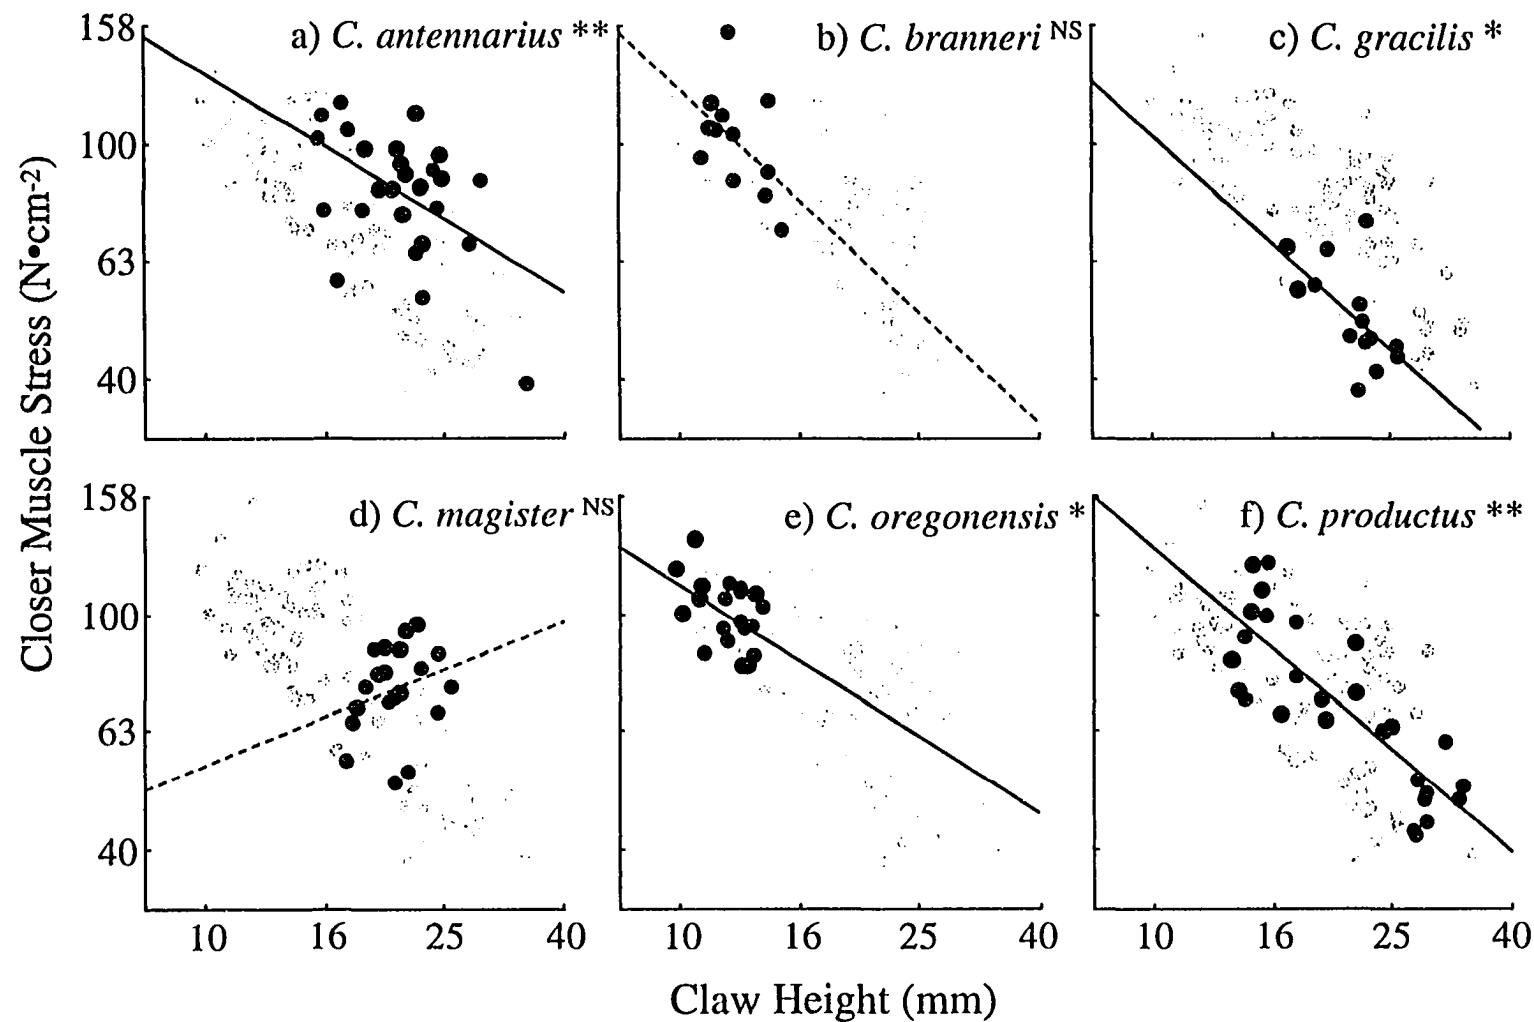 158
a) C. antennarius **
b) C. branneri NS
c) C. gracilis *
100
63
40
Closer Muscle Stress (N•cm-2)
158
d) C. magister NS
e) C. oregonensis *
f) C. productus **
100
63
40
10 16 25 40
10 16 25 40
10 16 25 40
Claw Height (mm)